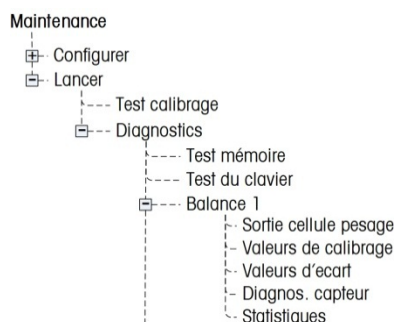 Maintenance
Configurer
Lancer
Test calibrage
Diagnostics
Test mémoire
Test du clavier
Balance 1
Sortie cellule pesage
Valeurs de calibrage
Valeurs d'ecart
Diagnos. capteur
Statistiques